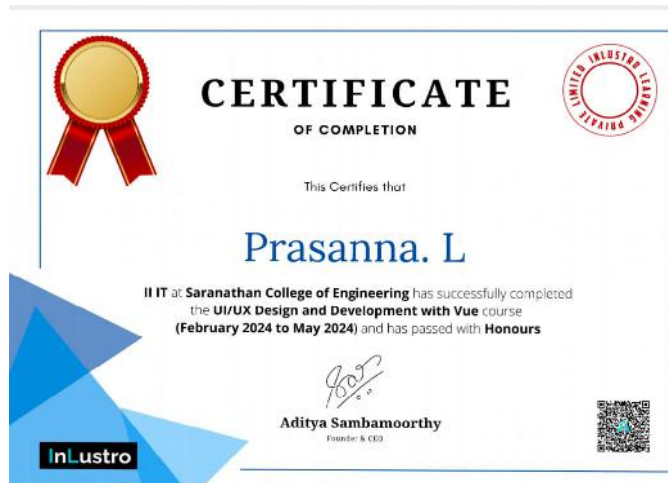 CERTIFICATE
OF COMPLETION
INLUSTRO LEARNING PRIVATE LIMITED
This Certifies that
Prasanna. L
II IT at Saranathan College of Engineering has successfully completed
the UI/UX Design and Development with Vue course
(February 2024 to May 2024) and has passed with Honours
Aditya Sambamoorthy
Founder & CEO
InLustro